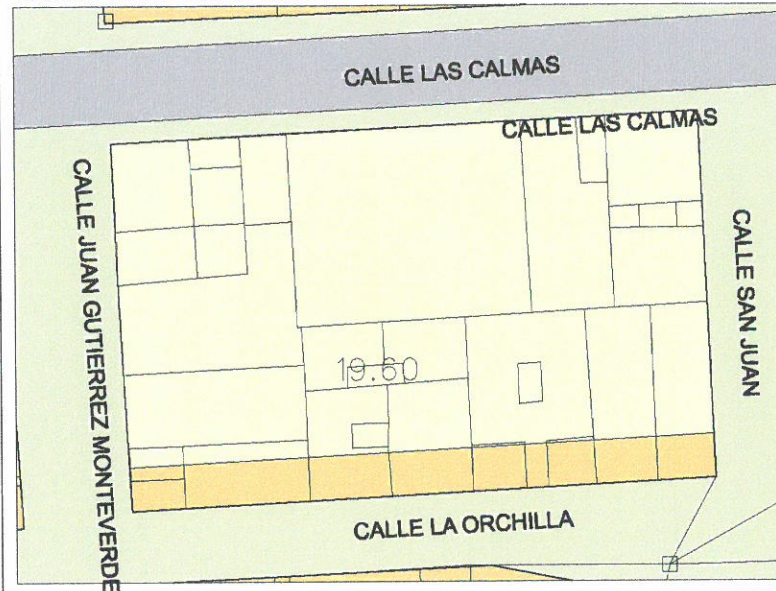 CALLE LAS CALMAS
CALLE LAS CALMAS
CALLE JUAN GUTIERREZ MONTEVERDE
CALLE SAN JUAN
19.60
CALLE LA ORCHILLA